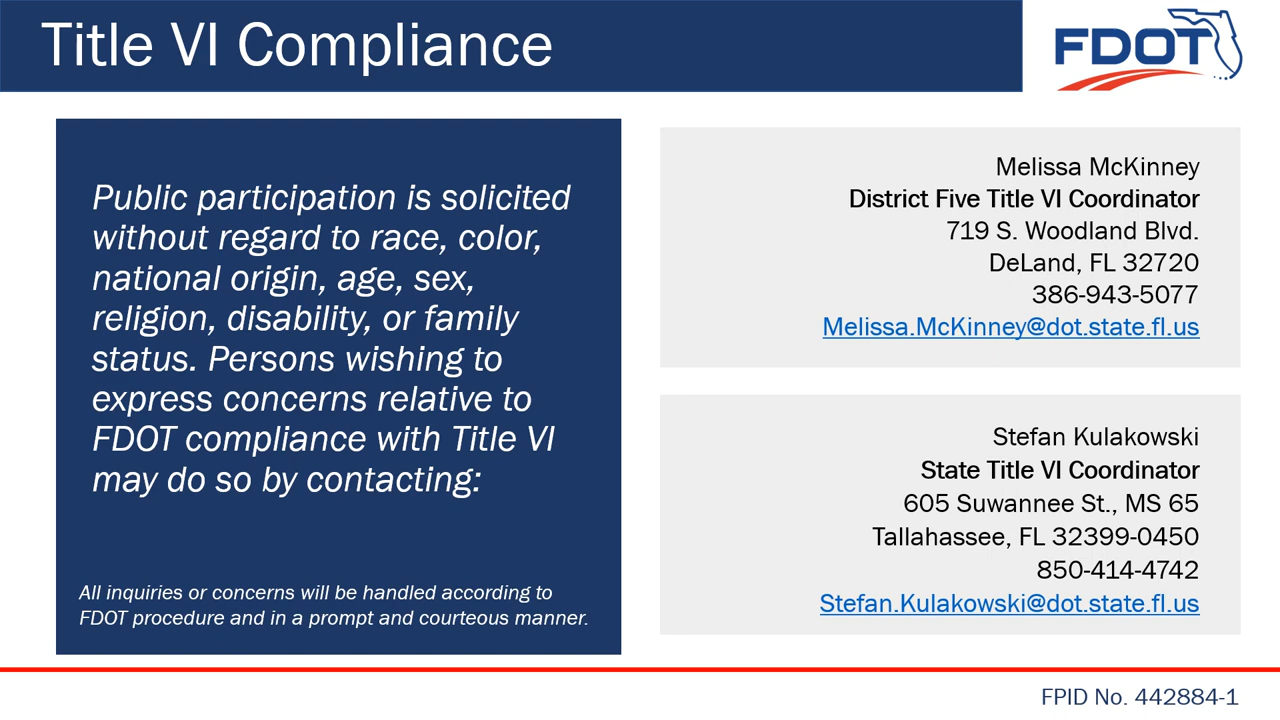 Title VI Compliance
FDOT
Public participation is solicited
without regard to race, color,
national origin, age, sex,
religion, disability, or family
status. Persons wishing to
express concerns relative to
FDOT compliance with Title VI
may do so by contacting:
All inquiries or concerns will be handled according to
FDOT procedure and in a prompt and courteous manner.
Melissa McKinney
District Five Title VI Coordinator
719 S. Woodland Blvd.
DeLand, FL 32720
386-943-5077
Melissa.McKinney@dot.state.fl.us
Stefan Kulakowski
State Title VI Coordinator
605 Suwannee St., MS 65
Tallahassee, FL 32399-0450
850-414-4742
Stefan.Kulakowski@dot.state.fl.us
FPID No. 442884-1